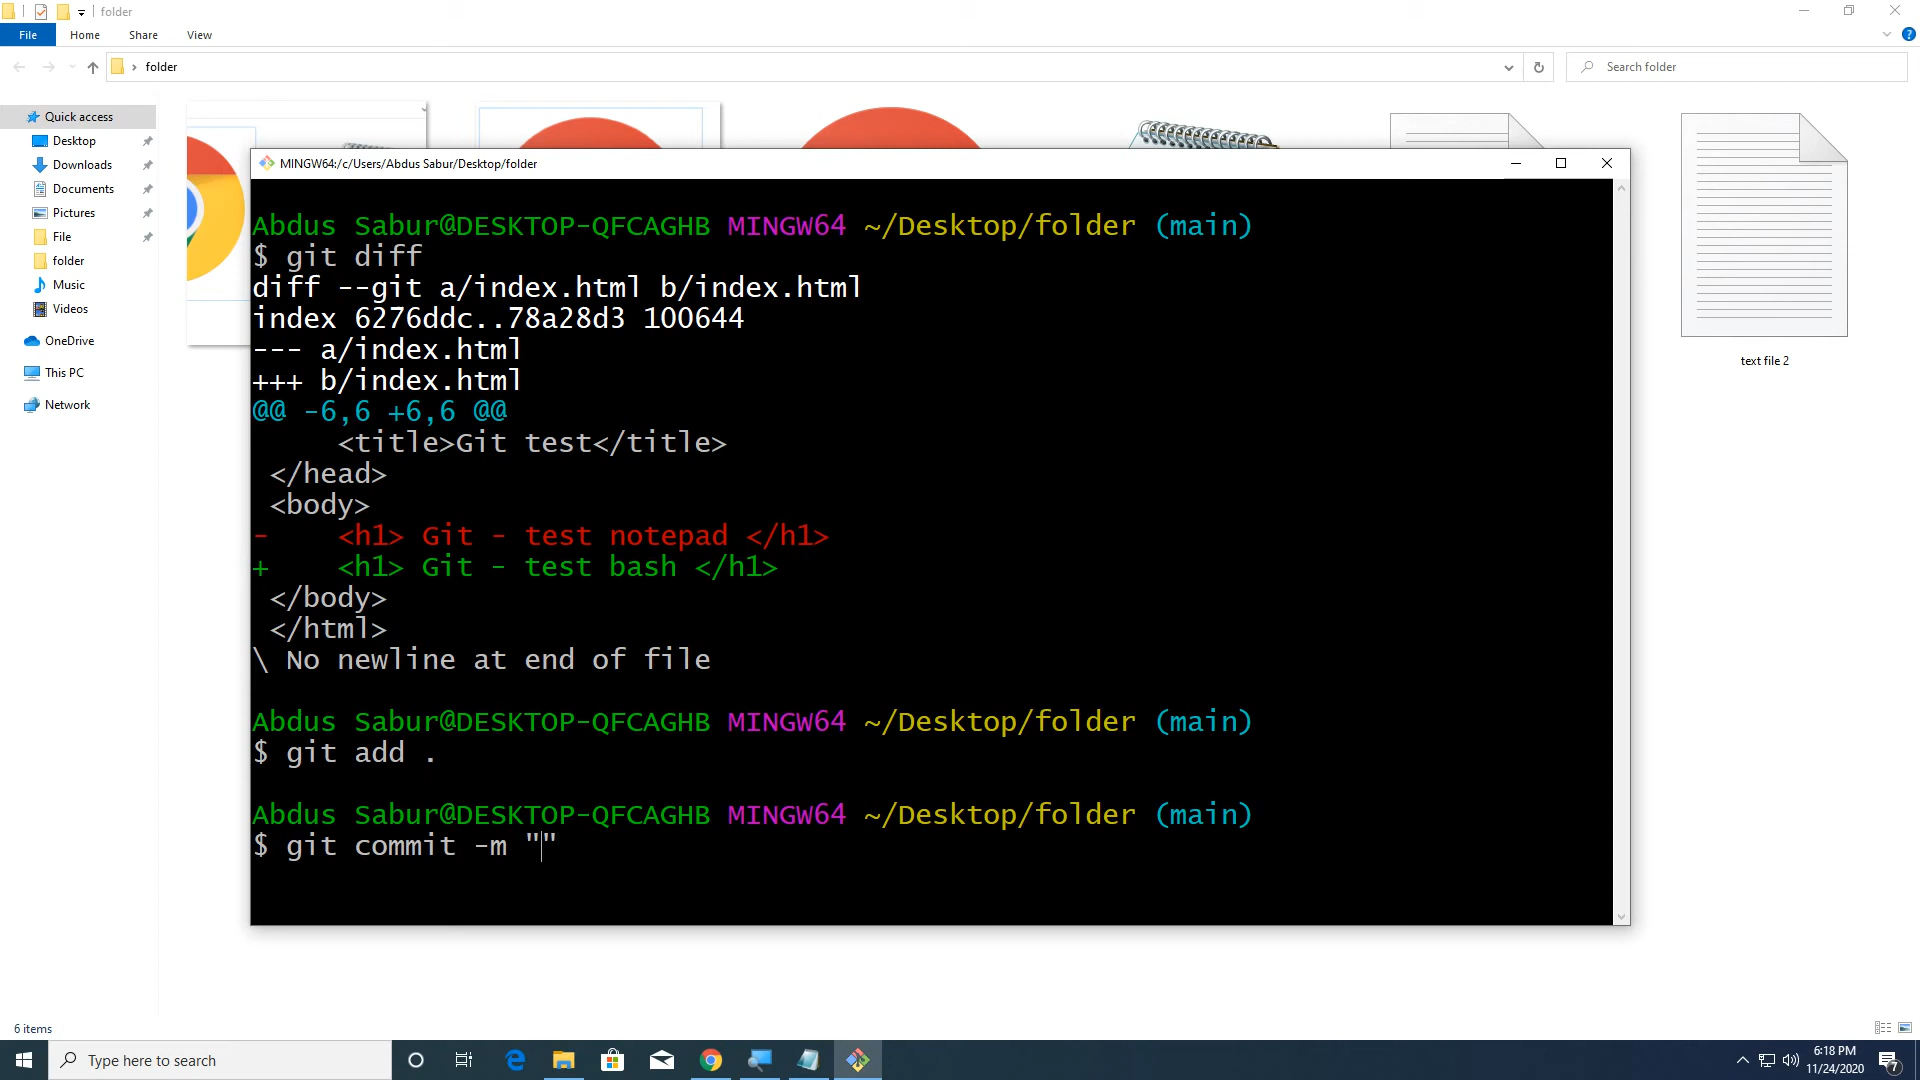 folder
File Home Share View
folder
Search folder
Quick access
Desktop
Downloads
Documents
Pictures
File
folder
Music
Videos
OneDrive
This PC
Network
text file 2
MINGW64:/c/Users/Abdus Sabur/Desktop/folder
Abdus Sabur@DESKTOP-QFCAGHB MINGW64 ~/Desktop/folder (main)
$ git diff
diff --git a/index.html b/index.html
index 6276ddc..78a28d3 100644
--- a/index.html
+++ b/index.html
@@ -6,6 +6,6 @@
<title>Git test</title>
</head>
<body>
- <h1> Git - test notepad </h1>
+ <h1> Git - test bash </h1>
</body>
</html>
\ No newline at end of file
Abdus Sabur@DESKTOP-QFCAGHB MINGW64 ~/Desktop/folder (main)
$ git add .
Abdus Sabur@DESKTOP-QFCAGHB MINGW64 ~/Desktop/folder (main)
$ git commit -m ""
6 items
Type here to search
6:18 PM
11/24/2020
7